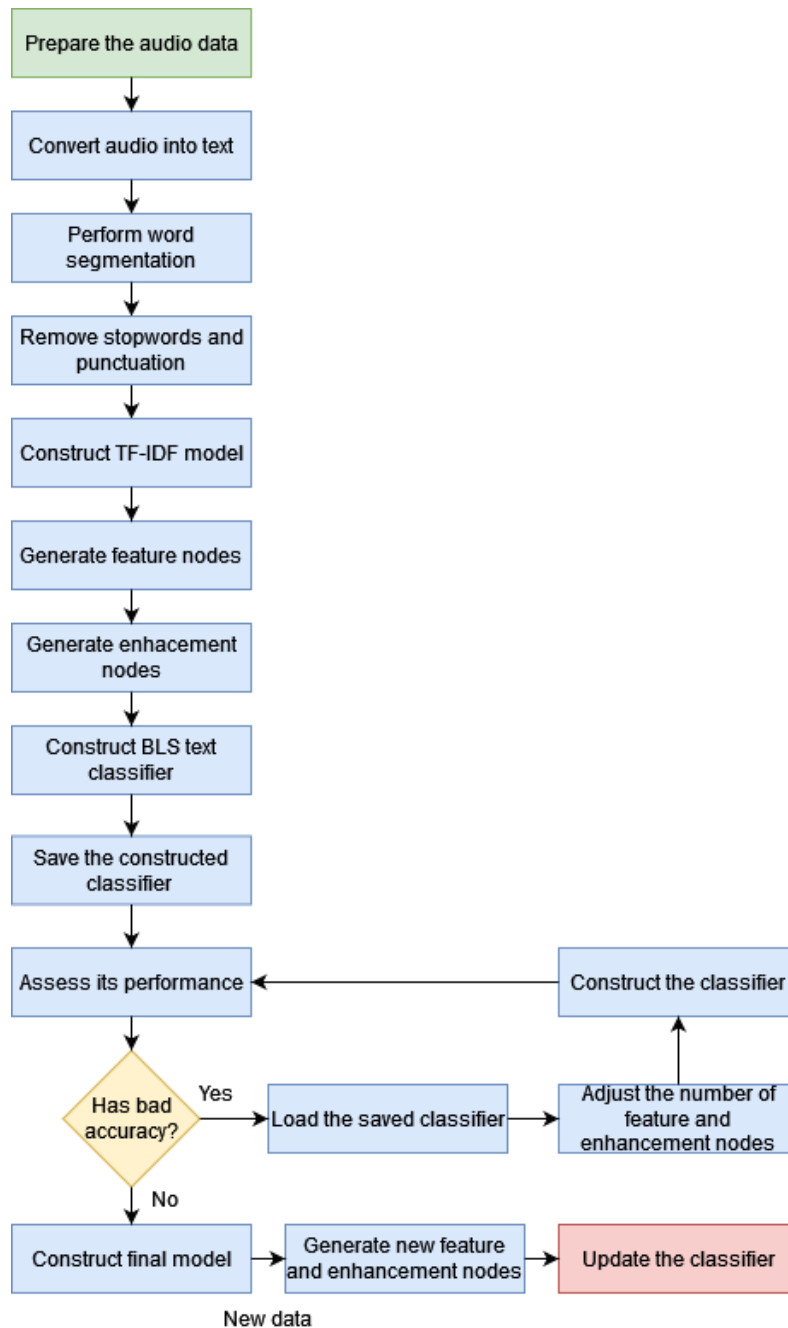 Prepare the audio data
Convert audio into text
Perform word
segmentation
Remove stopwords and
punctuation
Construct TF-IDF model
Generate feature nodes
Generate enhacement
nodes
Construct BLS text
classifier
Save the constructed
classifier
Assess its performance
Construct the classifier
Has bad
accuracy?
Yes
Load the saved classifier
Adjust the number of
feature and
enhancement nodes
No
Construct final model
Generate new feature
and enhancement nodes
Update the classifier
New data